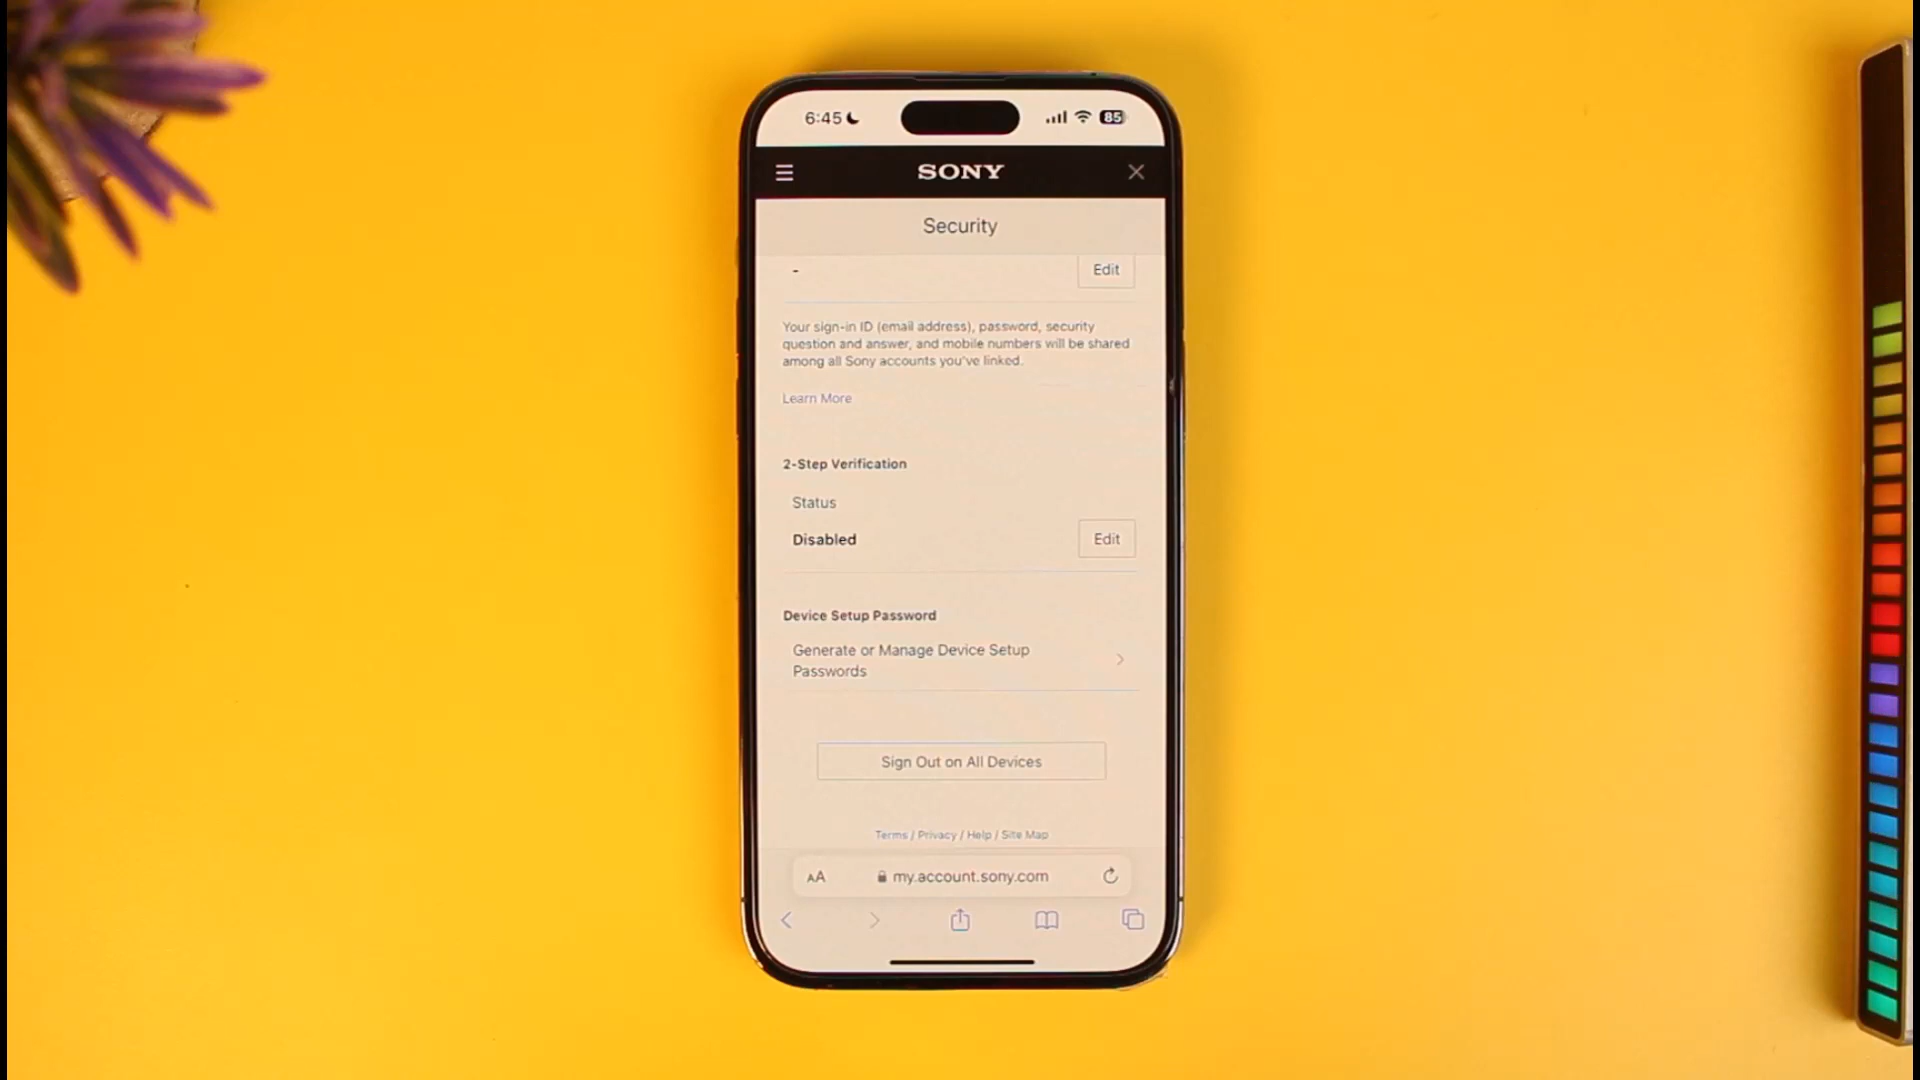 6:45
85
SONY
Security
-
Edit
Your sign-in ID (email address), password, security
question and answer, and mobile numbers will be shared
among all Sony accounts you've linked.
Learn More
2-Step Verification
Status
Disabled
Edit
Device Setup Password
Generate or Manage Device Setup
Passwords
Sign Out on All Devices
Terms / Privacy / Help / Site Map
AA
my.account.sony.com